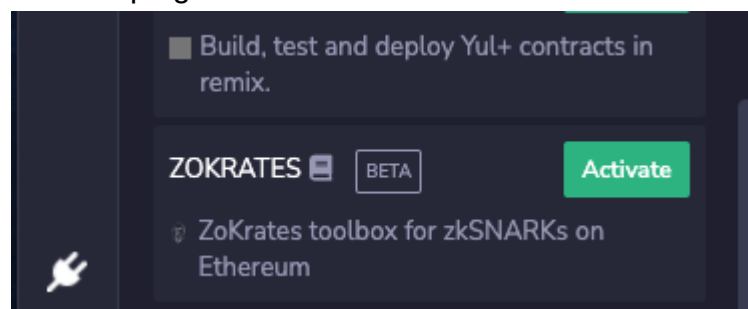 Build, test and deploy Yul+ contracts in
remix.
ZOKRATES BETA Activate
ZoKrates toolbox for zkSNARKs on
Ethereum